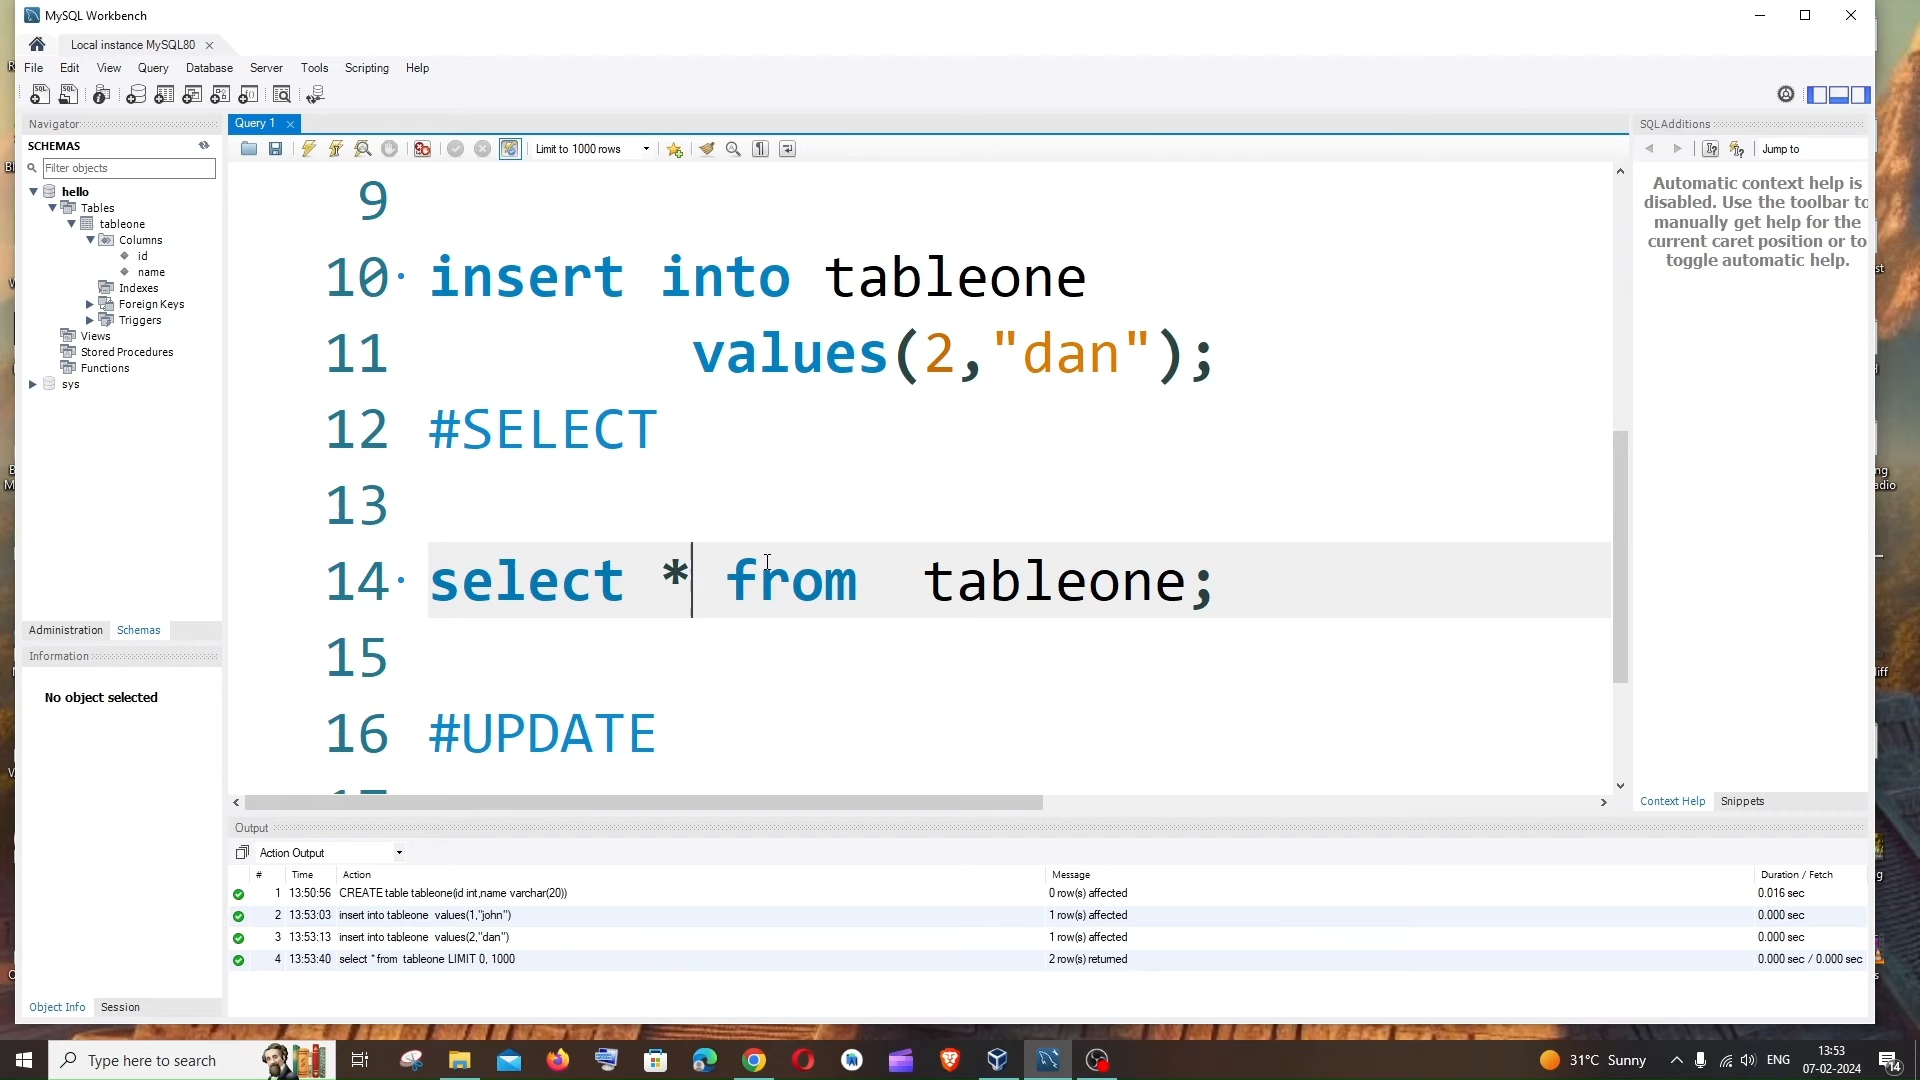 MySQL Workbench
Local instance MySQL80
File Edit View Query Database Server Tools Scripting Help
Navigator
SCHEMAS
Filter objects
hello
Tables
tableone
Columns
id
name
Indexes
Foreign Keys
Triggers
Views
Stored Procedures
Functions
sys
Administration Schemas
Information
No object selected
Object Info Session
Query 1
Limit to 1000 rows
9
10 insert into tableone
11 values(2,"dan");
12 #SELECT
13
14 select * from tableone;
15
16 #UPDATE
SQLAdditions
Jump to
Automatic context help is
disabled. Use the toolbar to
manually get help for the
current caret position or to
toggle automatic help.
Context Help Snippets
Output
Action Output
# Time Action Message Duration / Fetch
1 13:50:56 CREATE table tableone(id int,name varchar(20)) 0 row(s) affected 0.016 sec
2 13:53:03 insert into tableone values(1,"john") 1 row(s) affected 0.000 sec
3 13:53:13 insert into tableone values(2,"dan") 1 row(s) affected 0.000 sec
4 13:53:40 select * from tableone LIMIT 0, 1000 2 row(s) returned 0.000 sec / 0.000 sec
Type here to search
31°C Sunny
ENG
13:53
07-02-2024
14